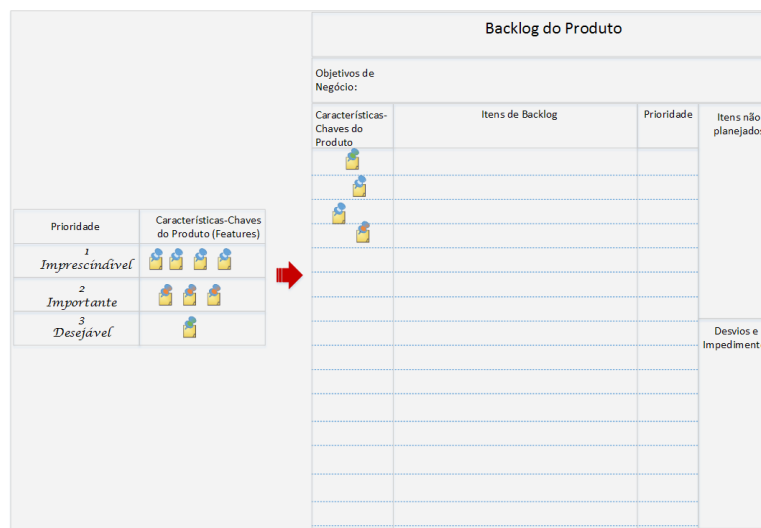 Backlog do Produto
Objetivos de
Negócio:
Características-
Chaves do
Produto
Itens de Backlog
Prioridade
Itens não
planejados
Prioridade
Características-Chaves
do Produto (Features)
1
Imprescindível
2
Importante
3
Desejável
Desvios e
Impediment